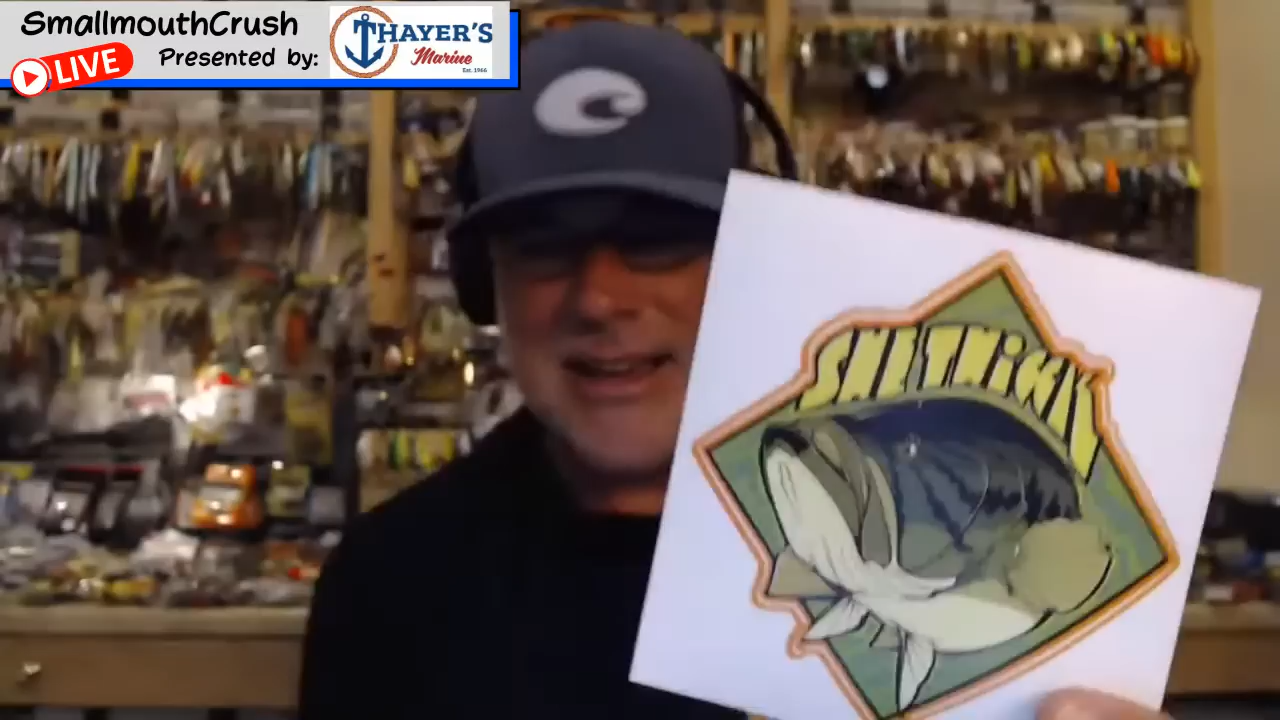 SmallmouthCrush
LIVE Presented by:
THAYER'S
Marine
Est. 1966
SHE THICK